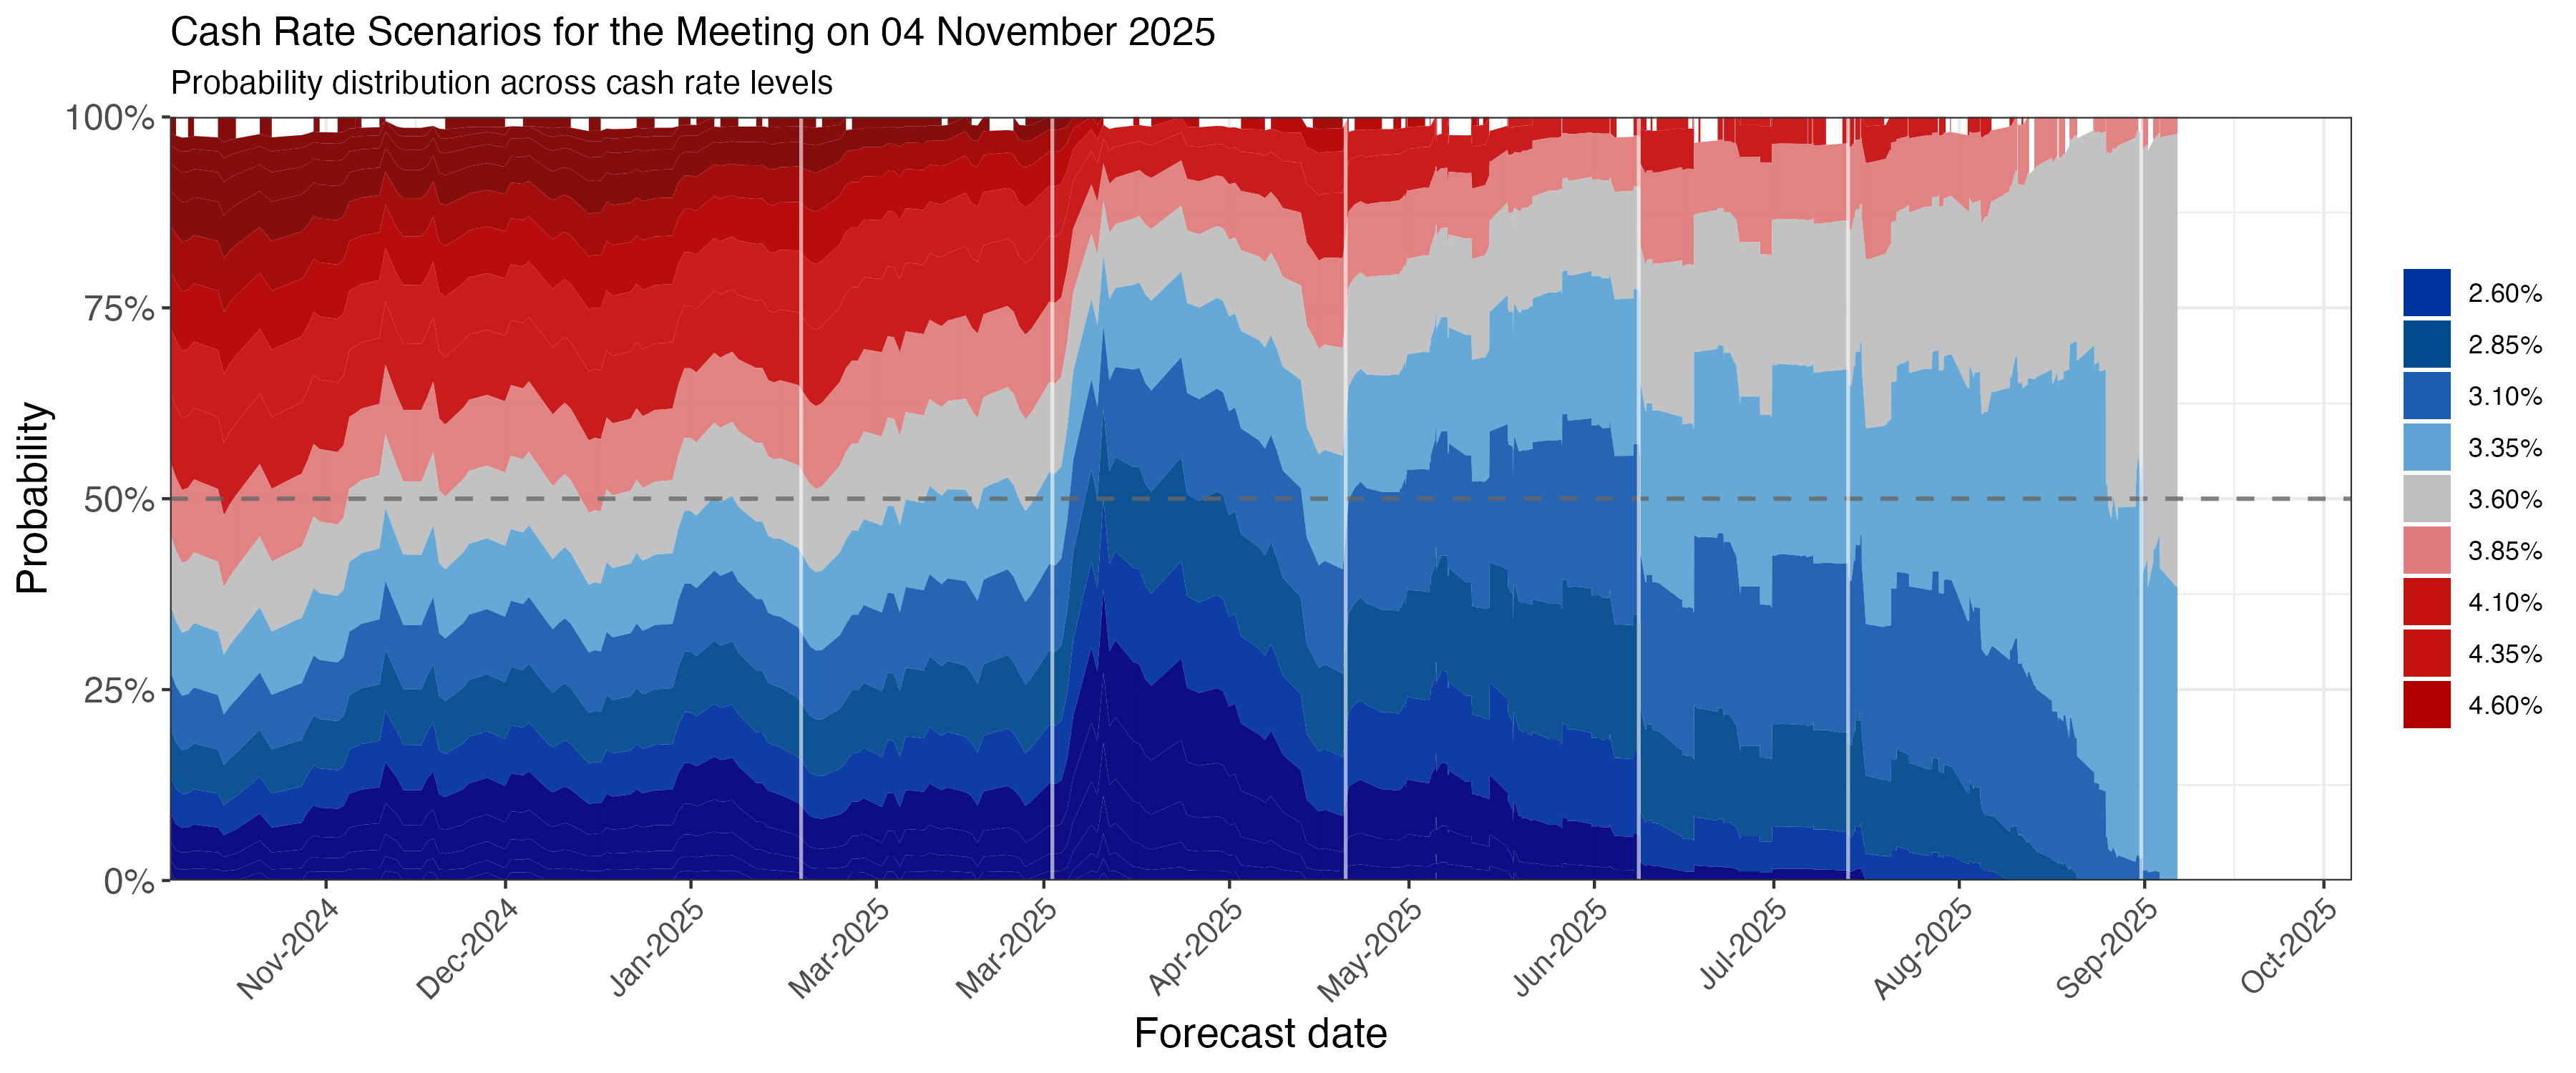 Cash Rate Scenarios for the Meeting on 04 November 2025
Probability distribution across cash rate levels
Probability
100%
75%
50%
25%
0%
Nov-2024
Dec-2024
Jan-2025
Mar-2025
Mar-2025
Apr-2025
May-2025
Jun-2025
Jul-2025
Aug-2025
Sep-2025
Oct-2025
Forecast date
2.60%
2.85%
3.10%
3.35%
3.60%
3.85%
4.10%
4.35%
4.60%